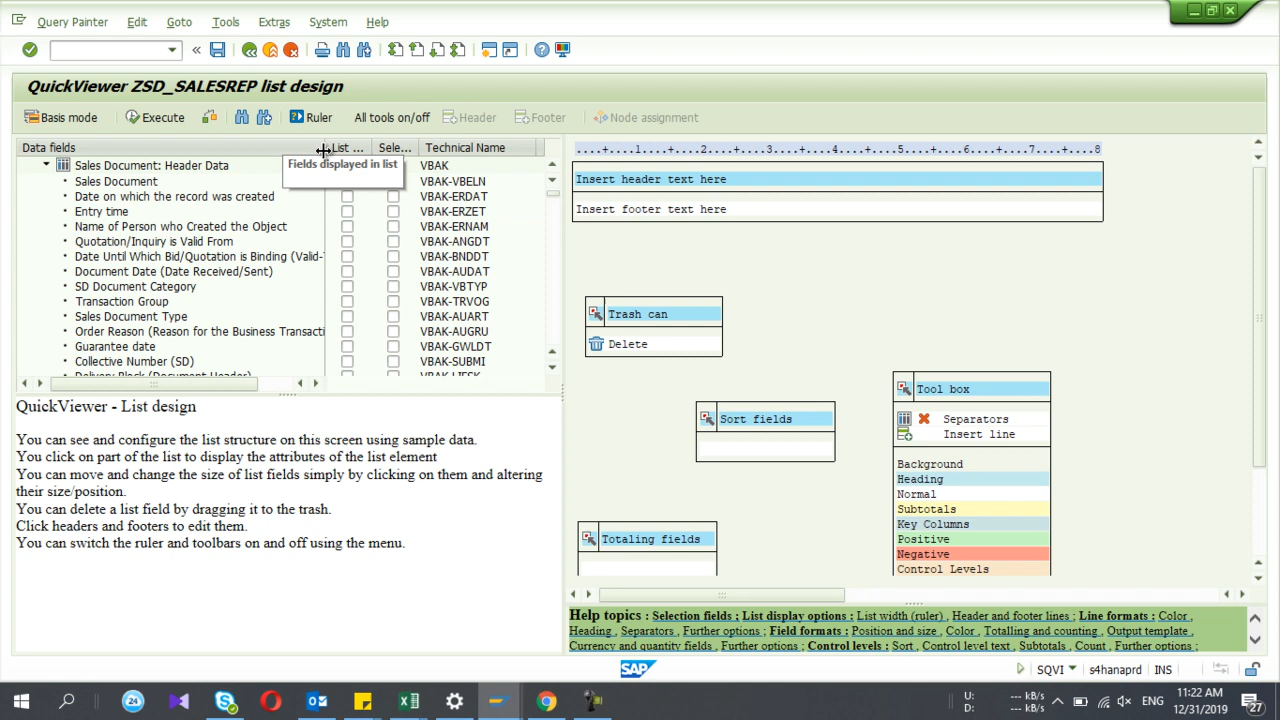 Query Painter Edit Goto Tools Extras System Help
QuickViewer ZSD_SALESREP list design
Basis mode Execute Ruler All tools on/off Header Footer Node assignment
Data fields List ... Sele... Technical Name
Fields displayed in list
Sales Document: Header Data VBAK
Sales Document VBAK-VBELN
Date on which the record was created VBAK-ERDAT
Entry time VBAK-ERZET
Name of Person who Created the Object VBAK-ERNAM
Quotation/Inquiry is Valid From VBAK-ANGDT
Date Until Which Bid/Quotation is Binding (Valid- VBAK-BNDDT
Document Date (Date Received/Sent) VBAK-AUDAT
SD Document Category VBAK-VBTYP
Transaction Group VBAK-TRVOG
Sales Document Type VBAK-AUART
Order Reason (Reason for the Business Transacti VBAK-AUGRU
Guarantee date VBAK-GWLDT
Collective Number (SD) VBAK-SUBMI
QuickViewer - List design
You can see and configure the list structure on this screen using sample data.
You click on part of the list to display the attributes of the list element
You can move and change the size of list fields simply by clicking on them and altering
their size/position.
You can delete a list field by dragging it to the trash.
Click headers and footers to edit them.
You can switch the ruler and toolbars on and off using the menu.
....+....1....+....2....+....3....+....4....+....5....+....6....+....7....+....8
Insert header text here
Insert footer text here
Trash can
Delete
Sort fields
Totaling fields
Tool box
Separators
Insert line
Background
Heading
Normal
Subtotals
Key Columns
Positive
Negative
Control Levels
Help topics : Selection fields ; List display options : List width (ruler) , Header and footer lines ; Line formats : Color ,
Heading , Separators , Further options ; Field formats : Position and size , Color , Totalling and counting , Output template ,
Currency and quantity fields , Further options ; Control levels : Sort , Control level text , Subtotals , Count , Further options ;
SAP
SQVI s4hanaprd INS
24
U: --- kB/s --- kB/s
D: --- kB/s --- kB/s
ENG
11:22 AM
12/31/2019
27